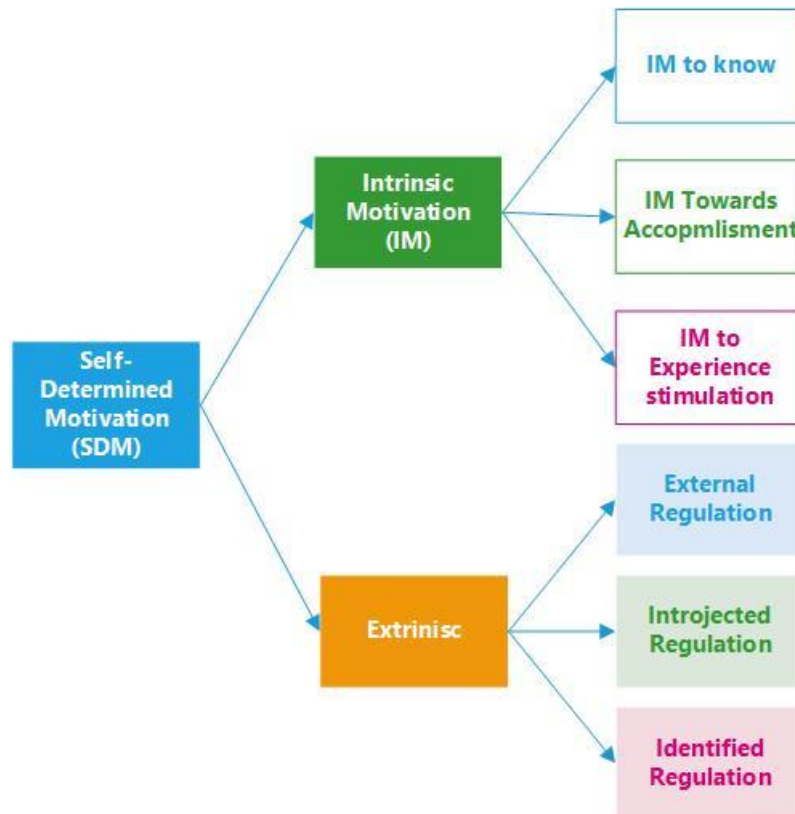 IM to know
Intrinsic
Motivation
(IM)
IM Towards
Accopmlisment
IM to
Experience
stimulation
Self-
Determined
Motivation
(SDM)
External
Regulation
Extrinisc
Introjected
Regulation
Identified
Regulation